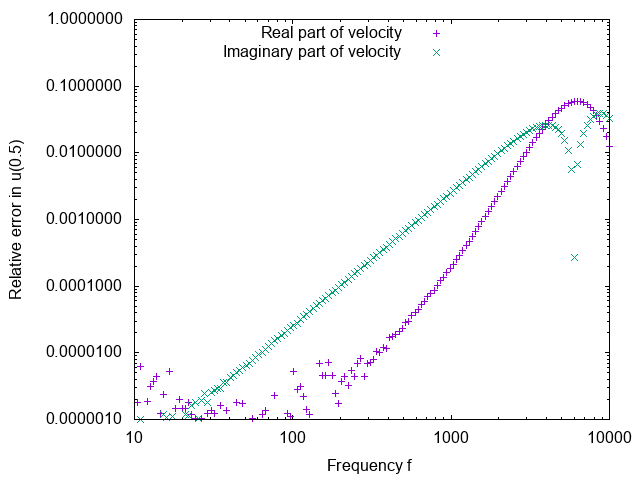 1.0000000
Real part of velocity
Imaginary part of velocity
0.1000000
0.0100000
0.0010000
0.0001000
0.0000100
0.0000010
Relative error in u(0.5)
10 100 1000 10000
Frequency f